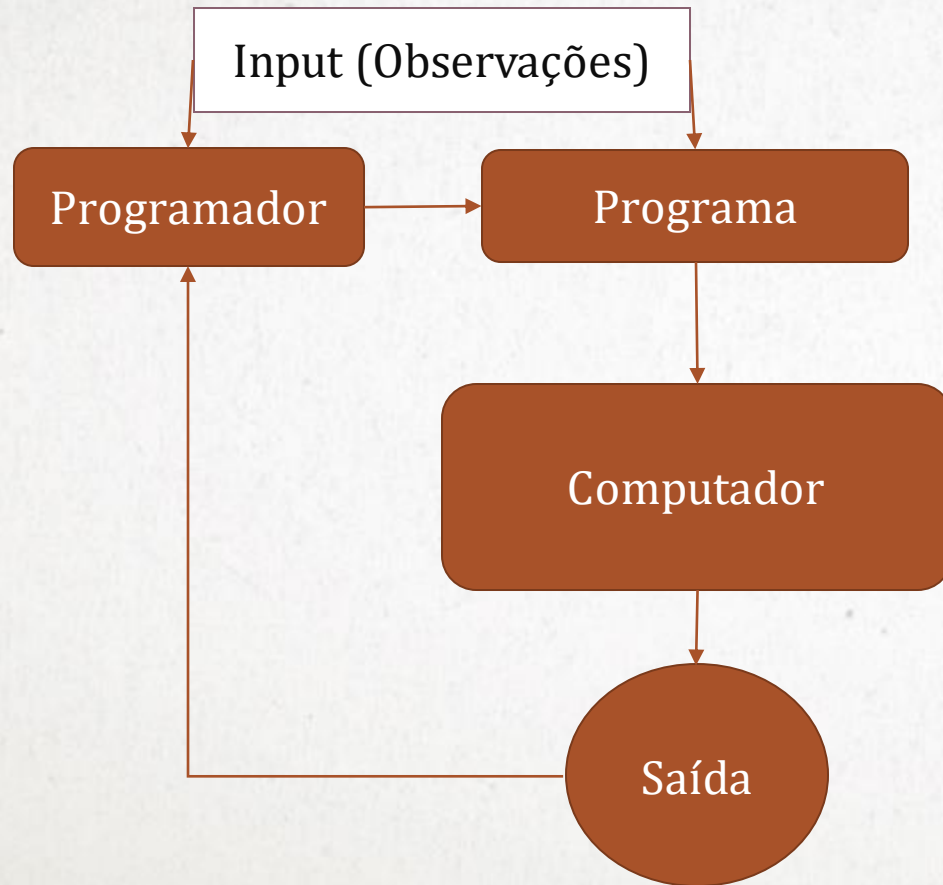 Input (Observações)
Programador
Programa
Computador
Saída